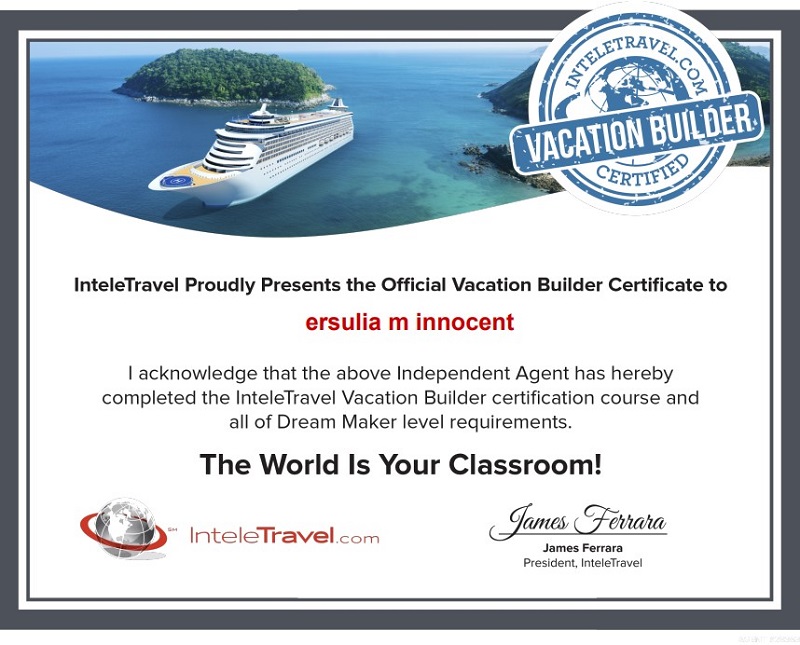 INTELETRAVEL.COM
VACATION BUILDER
CERTIFIED
InteleTravel Proudly Presents the Official Vacation Builder Certificate to
ersulia m innocent
I acknowledge that the above Independent Agent has hereby
completed the InteleTravel Vacation Builder certification course and
all of Dream Maker level requirements.
The World Is Your Classroom!
SM InteleTravel.com
James Ferrara
James Ferrara
President, InteleTravel